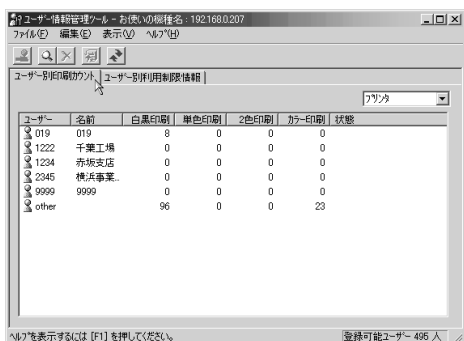 ﾕｰｻﾞｰ情報管理ﾂｰﾙ - お使いの機種名 : 192.168.0.207
ﾌｧｲﾙ(F) 編集(E) 表示(V) ﾍﾙﾌﾟ(H)
ﾕｰｻﾞｰ別印刷ｶｳﾝﾄ ﾕｰｻﾞｰ別利用制限情報
ﾌﾟﾘﾝﾀ
ﾕｰｻﾞｰ 名前 白黒印刷 単色印刷 2色印刷 ｶﾗｰ印刷 状態
019 019 8 0 0 0
1222 千葉工場 0 0 0 0
1234 赤坂支店 0 0 0 0
2345 横浜事業... 0 0 0 0
9999 9999 0 0 0 0
other 96 0 0 23
ﾍﾙﾌﾟを表示するには [F1] を押してください。 登録可能ﾕｰｻﾞｰ 495 人